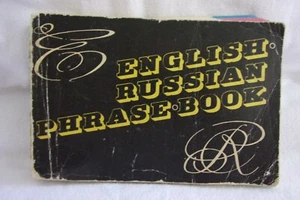 E
ENGLISH·
RUSSIAN
PHRASE·BOOK
R